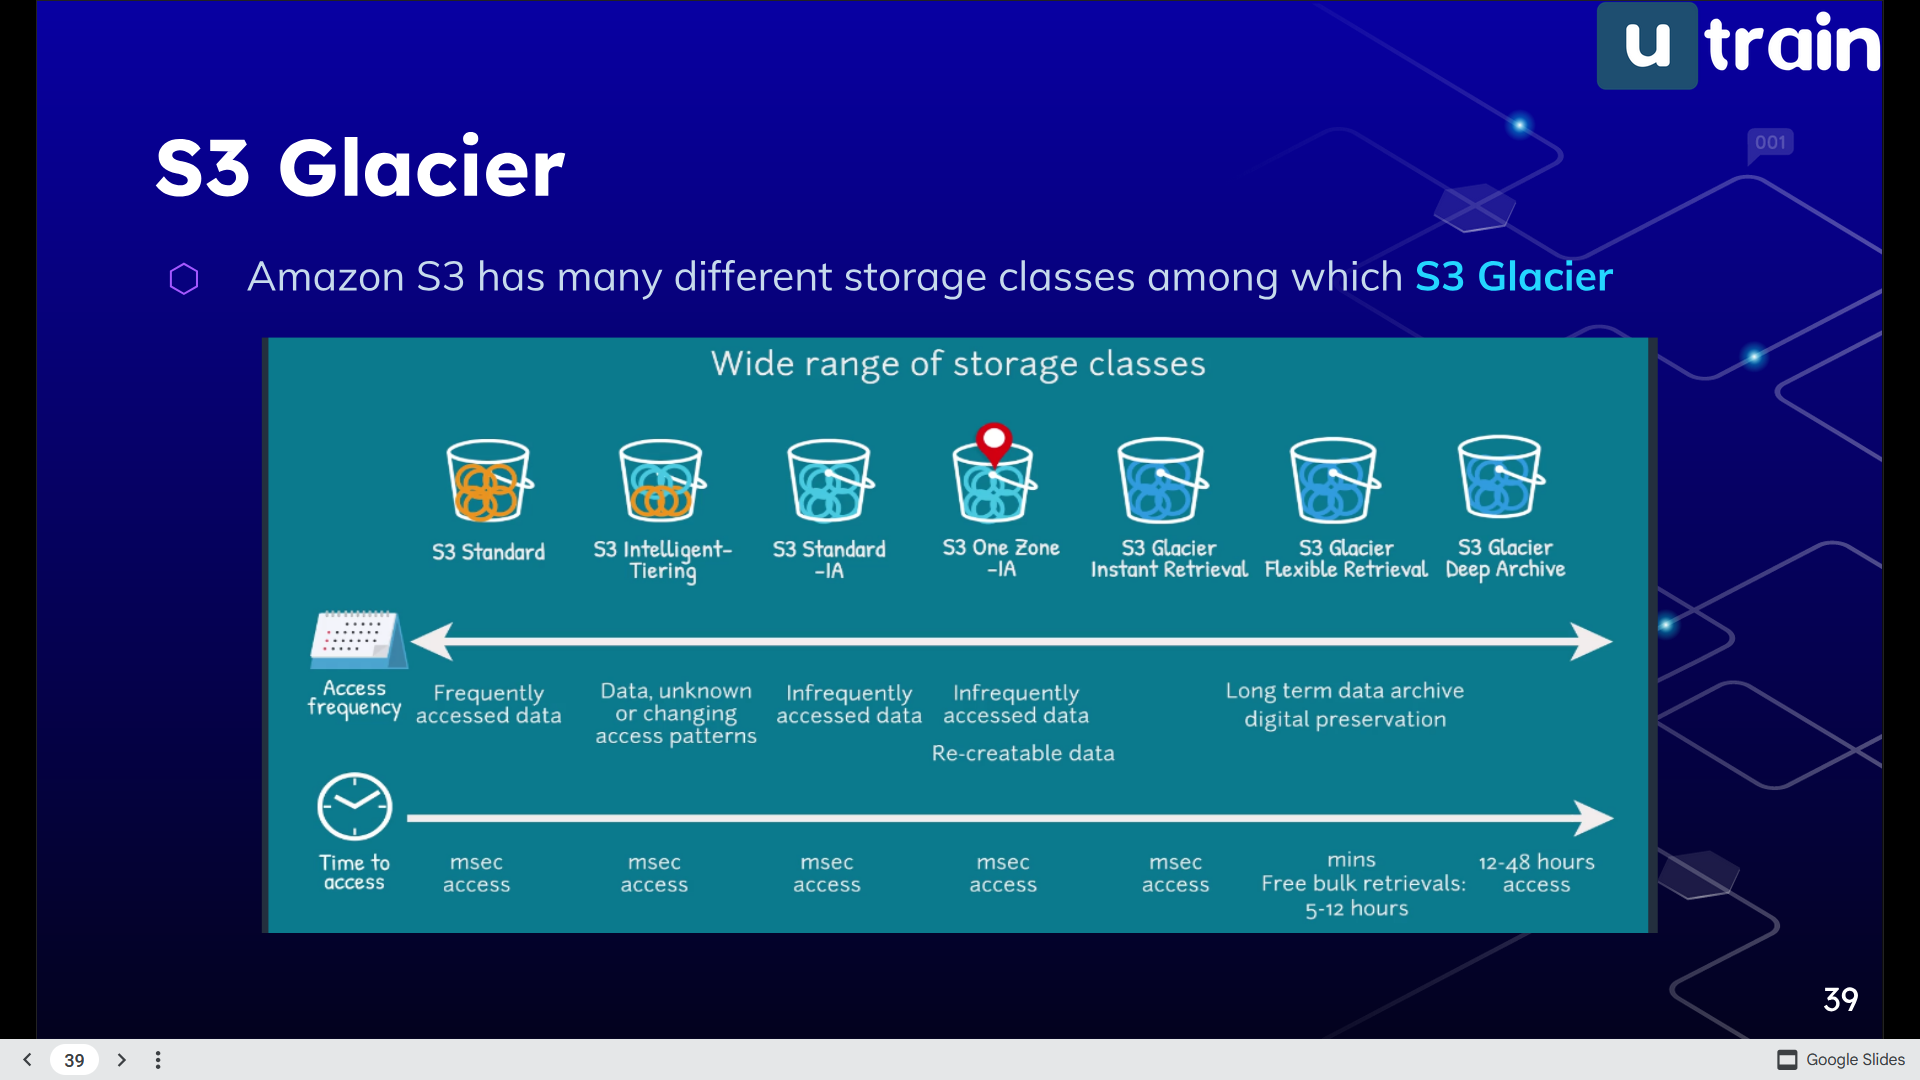 u train
001
S3 Glacier
Amazon S3 has many different storage classes among which S3 Glacier
Wide range of storage classes
S3 Standard
S3 Intelligent-
Tiering
S3 Standard
-IA
S3 One Zone
-IA
S3 Glacier
Instant Retrieval
S3 Glacier
Flexible Retrieval
S3 Glacier
Deep Archive
Access
frequency
Frequently
accessed data
Data, unknown
or changing
access patterns
Infrequently
accessed data
Infrequently
accessed data
Re-creatable data
Long term data archive
digital preservation
Time to
access
msec
access
msec
access
msec
access
msec
access
msec
access
mins
Free bulk retrievals:
5-12 hours
12-48 hours
access
39
39
Google Slides